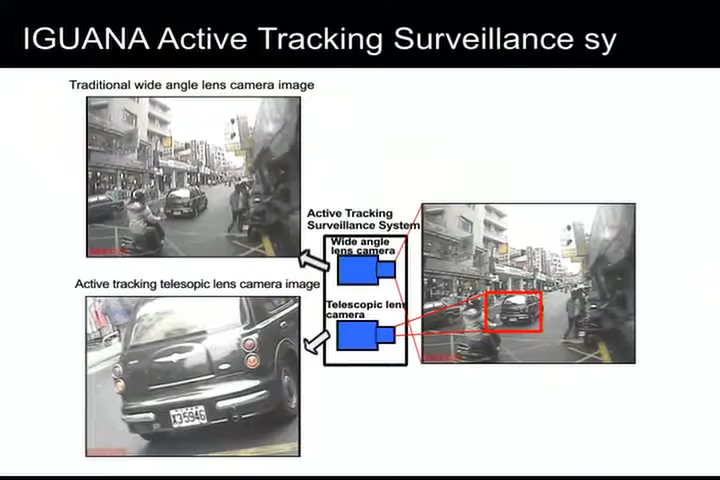 IGUANA Active Tracking Surveillance sy
Traditional wide angle lens camera image
Active Tracking
Surveillance System
Wide angle
lens camera
Active tracking telesopic lens camera image
Telescopic lens
camera
X35946